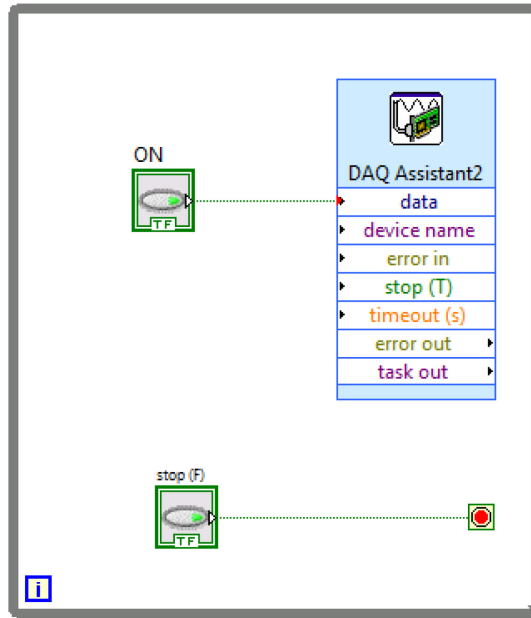 ON
TF
DAQ Assistant2
data
device name
error in
stop (T)
timeout (s)
error out
task out
stop (F)
TF
i